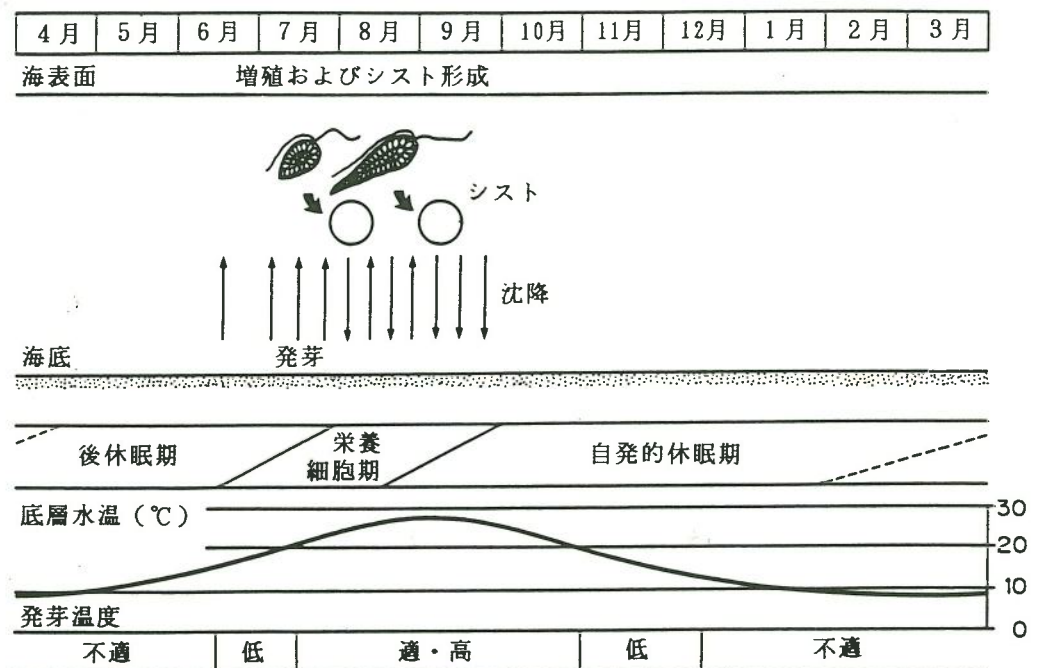 4月 5月 6月 7月 8月 9月 10月 11月 12月 1月 2月 3月
海表面 増殖およびシスト形成
シスト
沈降
海底 発芽
後休眠期 栄養 自発的休眠期
細胞期
底層水温(℃) 30
20
10
発芽温度 0
不適 低 適・高 低 不適